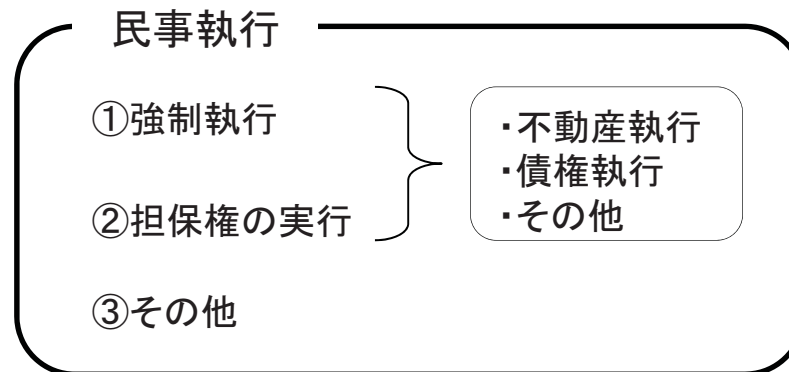 民事執行
①強制執行
②担保権の実行
③その他
・不動産執行
・債権執行
・その他